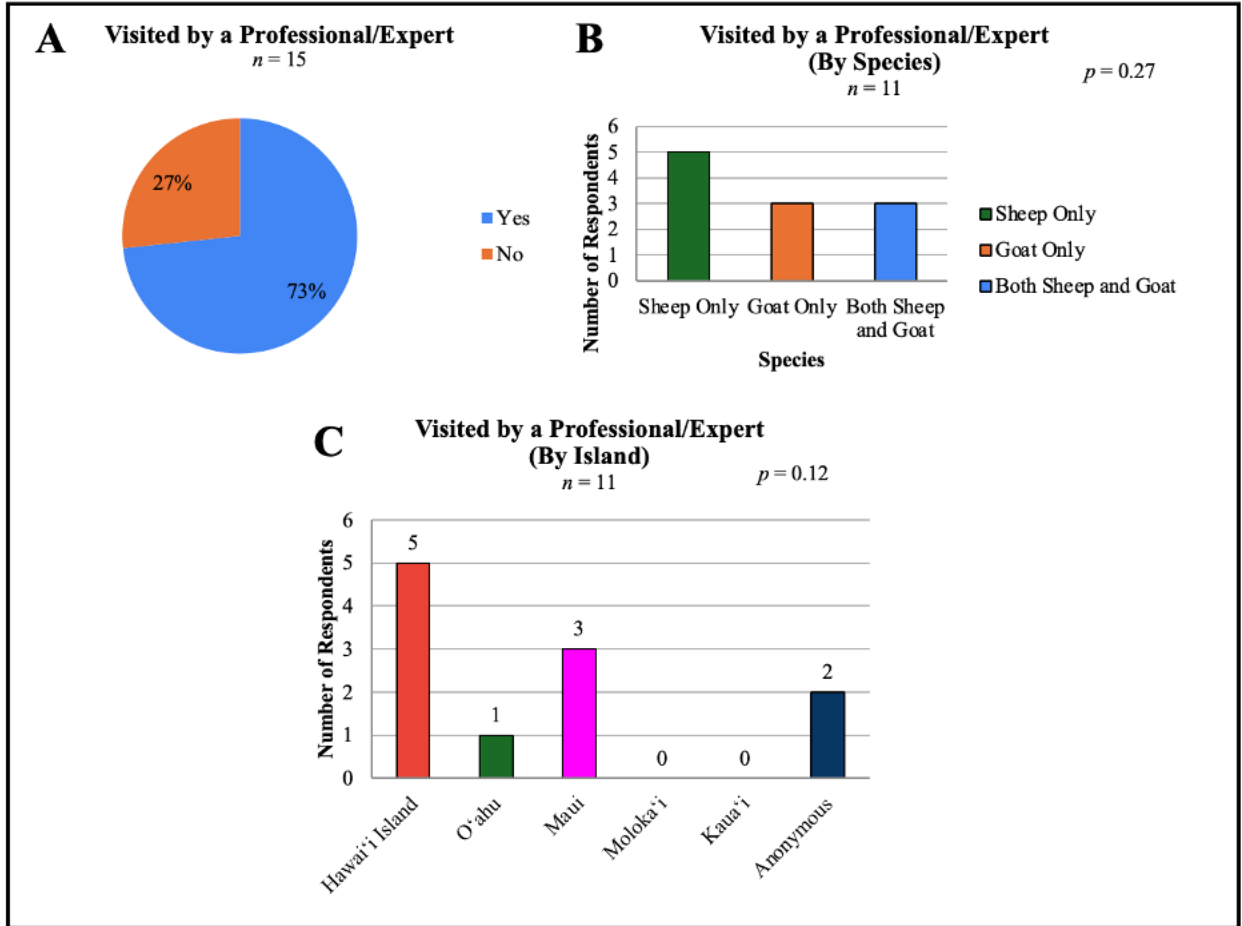 A
Visited by a Professional/Expert
n = 15
27%
73%
Yes
No
B
Visited by a Professional/Expert
(By Species)
n = 11
p = 0.27
Number of Respondents
6
5
4
3
2
1
0
Sheep Only
Goat Only
Both Sheep
and Goat
Species
Sheep Only
Goat Only
Both Sheep and Goat
C
Visited by a Professional/Expert
(By Island)
n = 11
p = 0.12
Number of Respondents
6
5
4
3
2
1
0
5
1
3
0
0
2
Hawaiʻi Island
Oʻahu
Maui
Molokaʻi
Kauaʻi
Anonymous